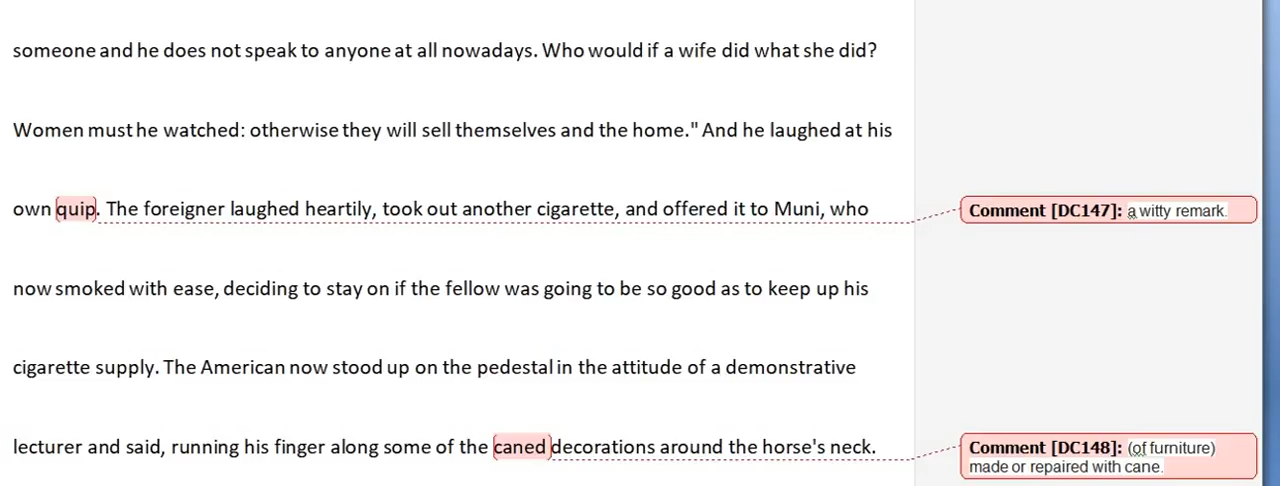 someone and he does not speak to anyone at all nowadays. Who would if a wife did what she did?
Women must he watched: otherwise they will sell themselves and the home." And he laughed at his
own quip. The foreigner laughed heartily, took out another cigarette, and offered it to Muni, who
Comment [DC147]: a witty remark.
now smoked with ease, deciding to stay on if the fellow was going to be so good as to keep up his
cigarette supply. The American now stood up on the pedestal in the attitude of a demonstrative
lecturer and said, running his finger along some of the caned decorations around the horse's neck.
Comment [DC148]: (of furniture)
made or repaired with cane.